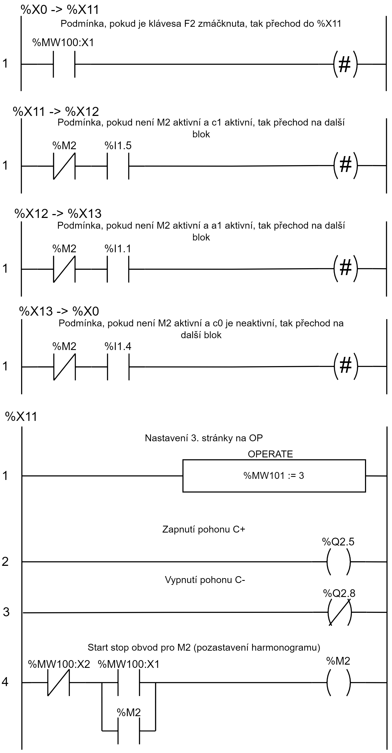 %X0 -> %X11
Podmínka, pokud je klávesa F2 zmáčknuta, tak přechod do %X11
%MW100:X1
1
(#)
%X11 -> %X12
Podmínka, pokud není M2 aktivní a c1 aktivní, tak přechod na další
blok
%M2 %I1.5
1
(#)
%X12 -> %X13
Podmínka, pokud není M2 aktivní a a1 aktivní, tak přechod na další
blok
%M2 %I1.1
1
(#)
%X13 -> %X0
Podmínka, pokud není M2 aktivní a c0 je neaktivní, tak přechod na
další blok
%M2 %I1.4
1
(#)
%X11
Nastavení 3. stránky na OP
OPERATE
1
%MW101 := 3
Zapnutí pohonu C+
%Q2.5
2
Vypnutí pohonu C-
%Q2.8
3
Start stop obvod pro M2 (pozastavení harmonogramu)
%MW100:X2 %MW100:X1 %M2
4
%M2